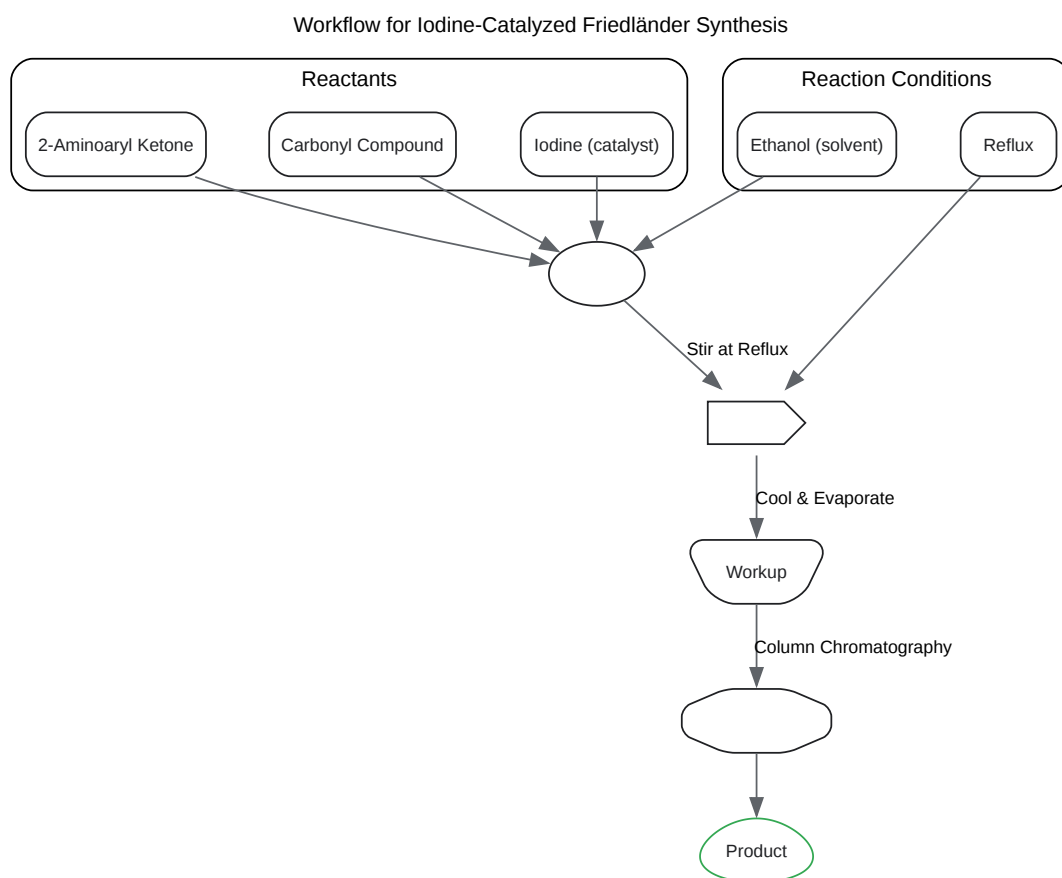 Workflow for Iodine-Catalyzed Friedländer Synthesis
Reactants
Reaction Conditions
2-Aminoaryl Ketone
Carbonyl Compound
Iodine (catalyst)
Ethanol (solvent)
Reflux
Stir at Reflux
Cool & Evaporate
Workup
Column Chromatography
Product